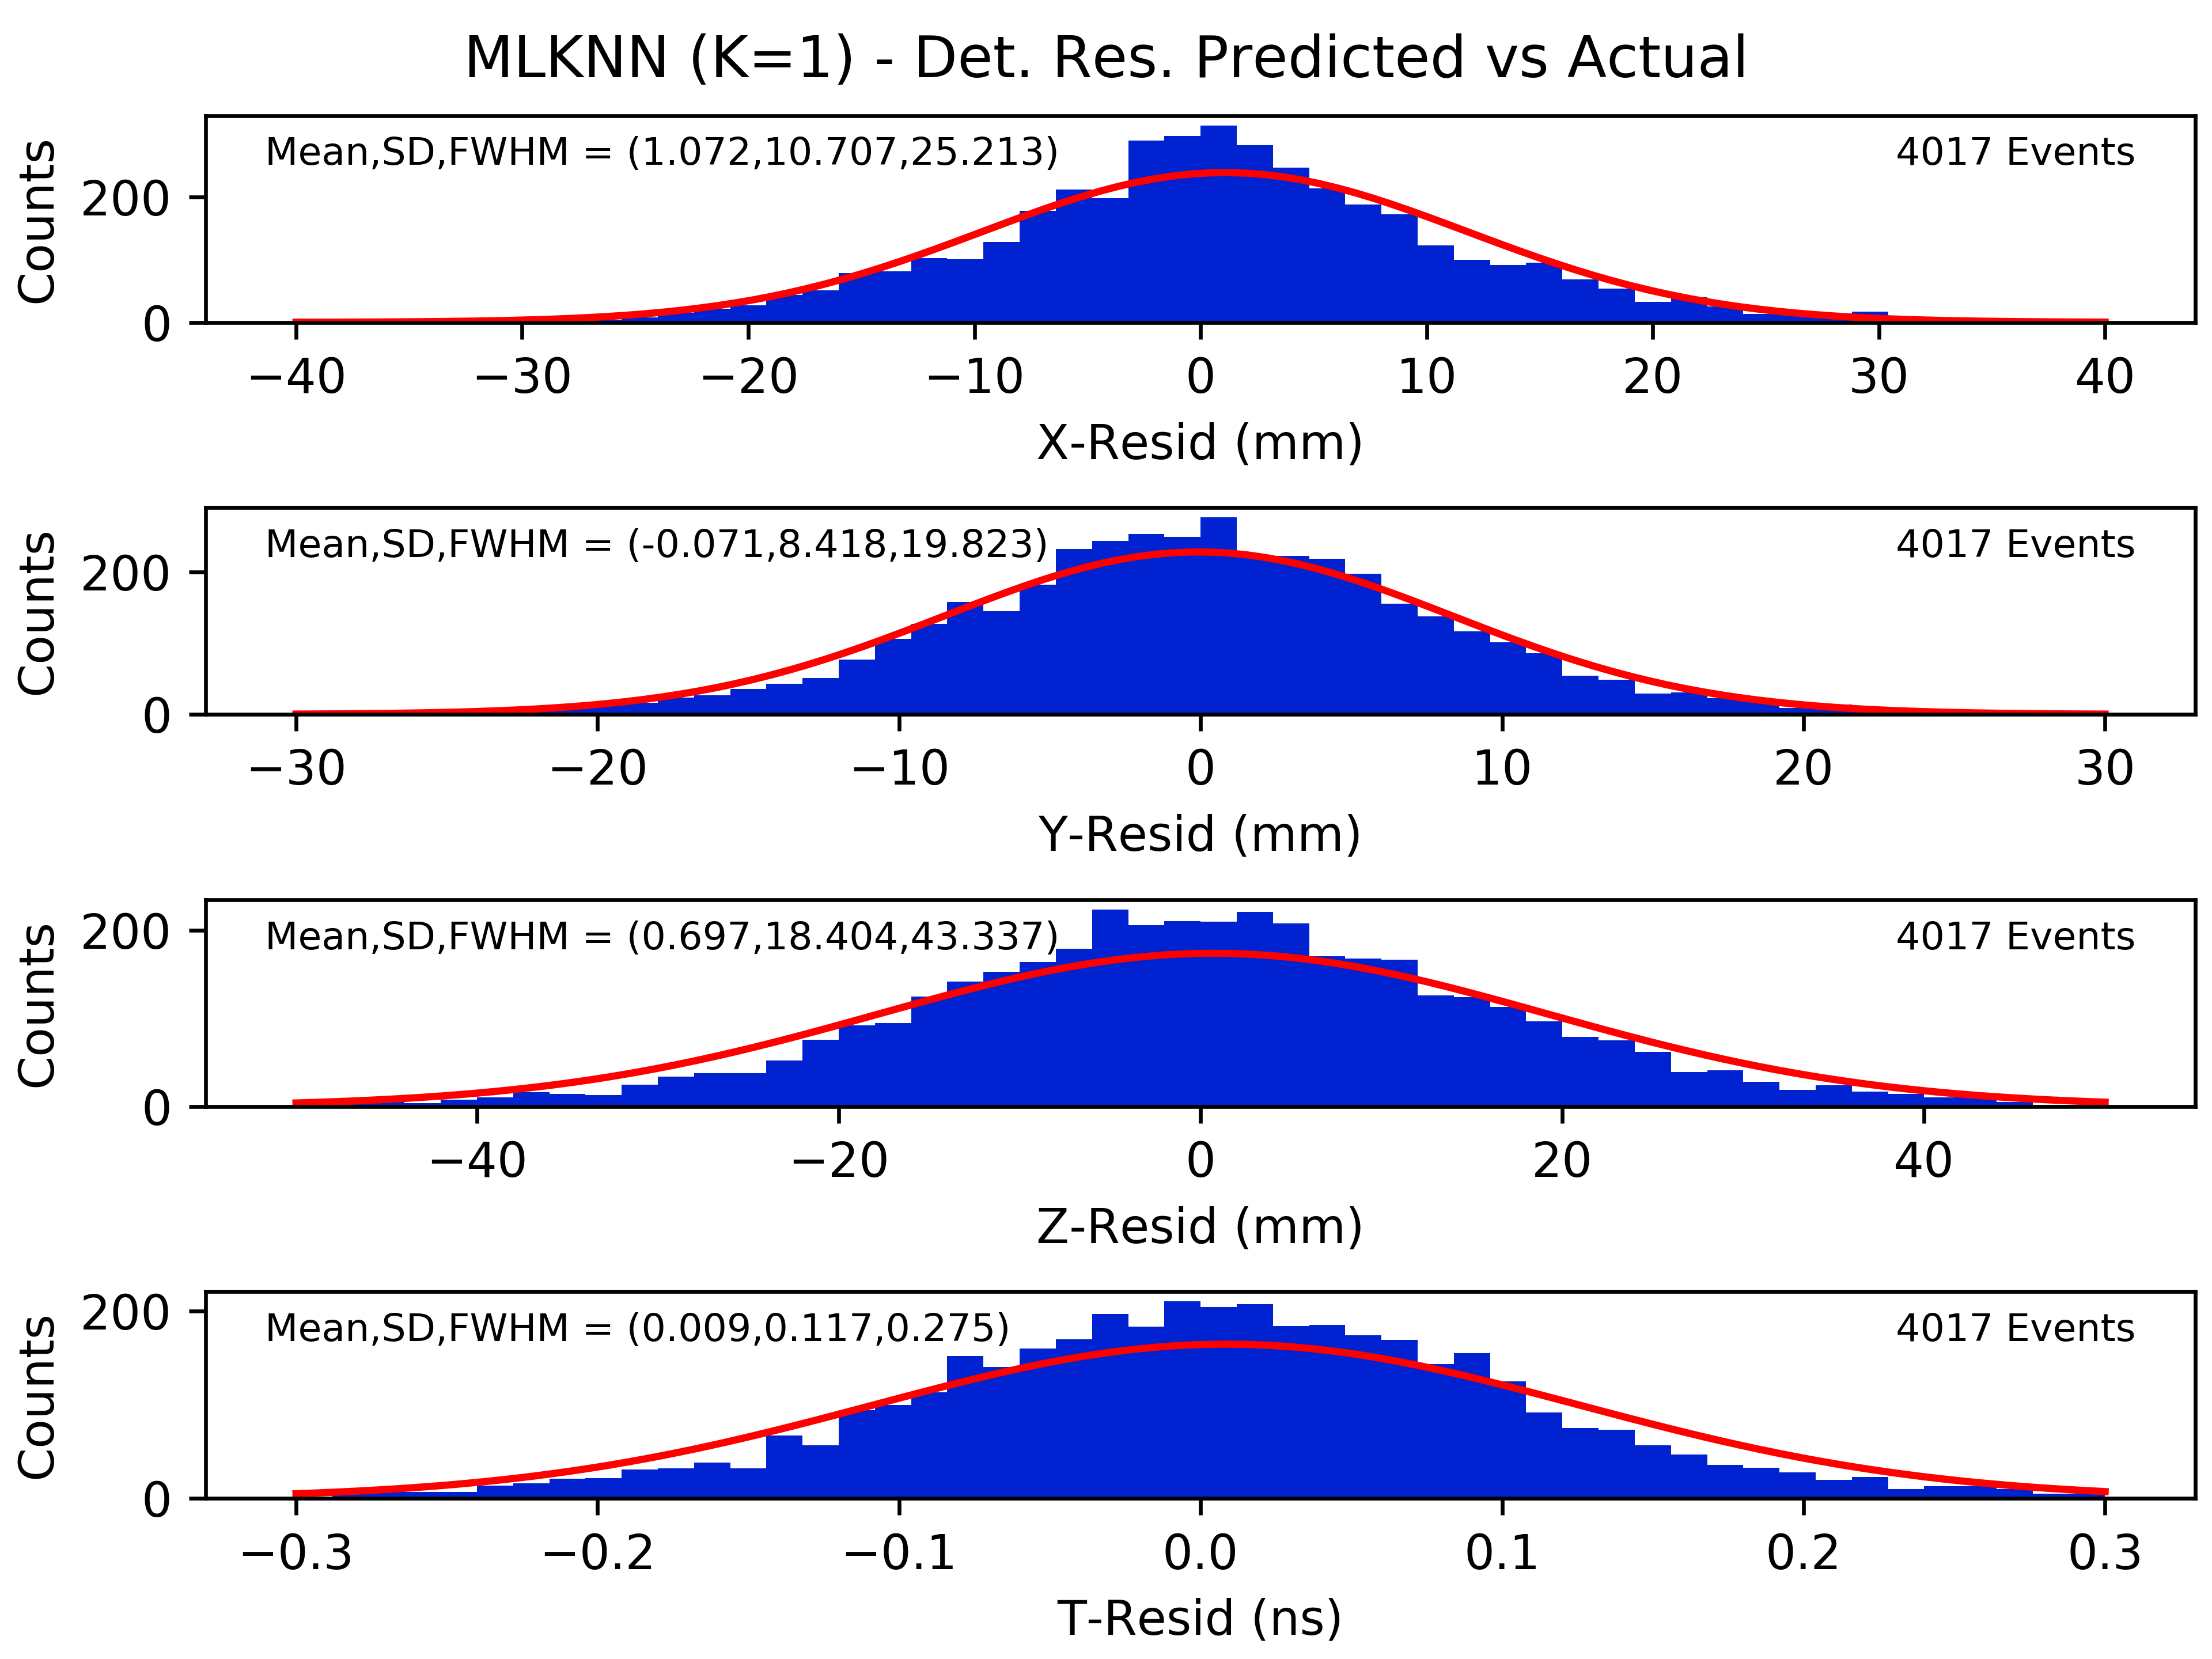 MLKNN (K=1) - Det. Res. Predicted vs Actual
Mean,SD,FWHM = (1.072,10.707,25.213)
4017 Events
Counts
200
0
−40 −30 −20 −10 0 10 20 30 40
X-Resid (mm)
Mean,SD,FWHM = (-0.071,8.418,19.823)
4017 Events
Counts
200
0
−30 −20 −10 0 10 20 30
Y-Resid (mm)
Mean,SD,FWHM = (0.697,18.404,43.337)
4017 Events
Counts
200
0
−40 −20 0 20 40
Z-Resid (mm)
Mean,SD,FWHM = (0.009,0.117,0.275)
4017 Events
Counts
200
0
−0.3 −0.2 −0.1 0.0 0.1 0.2 0.3
T-Resid (ns)